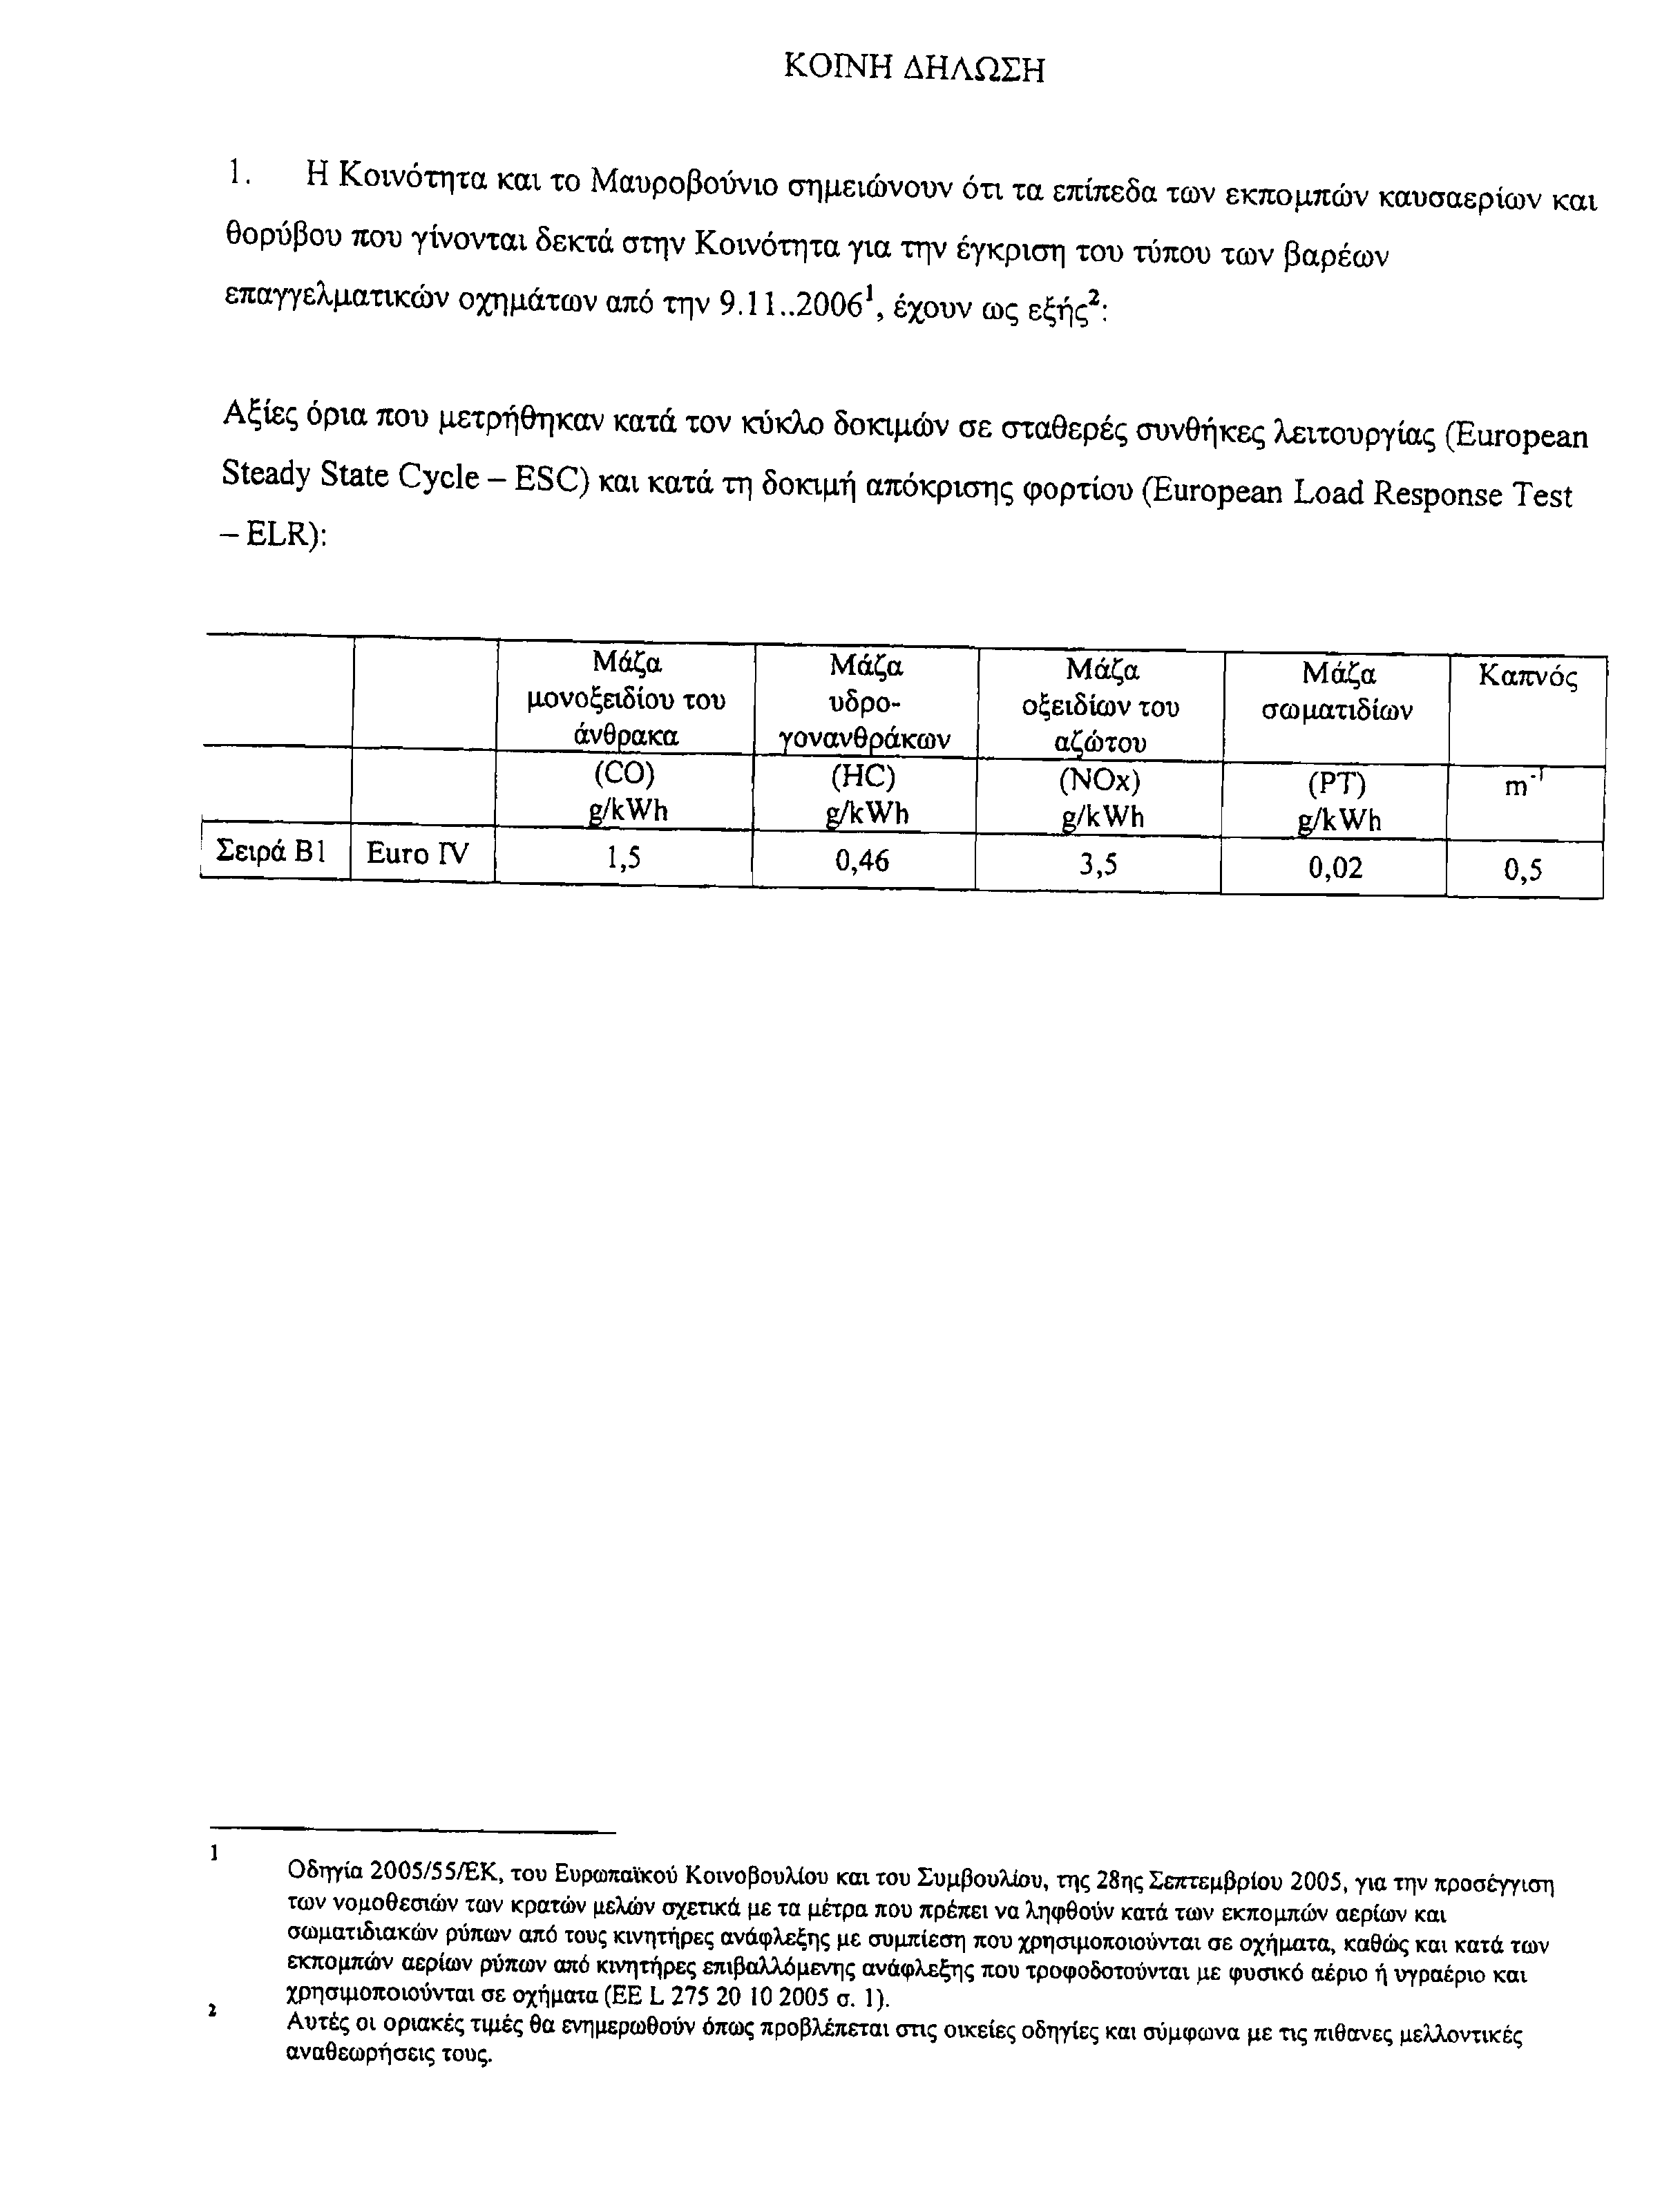 ΚΟΙΝΗ ΔΗΛΩΣΗ
1. Η Κοινότητα και το Μαυροβούνιο σημειώνουν ότι τα επίπεδα των εκπομπών καυσαερίων και
θορύβου που γίνονται δεκτά στην Κοινότητα για την έγκριση του τύπου των βαρέων
επαγγελματικών οχημάτων από την 9.11..2006¹, έχουν ως εξής²:
Αξίες όρια που μετρήθηκαν κατά τον κύκλο δοκιμών σε σταθερές συνθήκες λειτουργίας (European
Steady State Cycle – ESC) και κατά τη δοκιμή απόκρισης φορτίου (European Load Response Test
– ELR):
Μάζα Μάζα Μάζα Μάζα Καπνός
μονοξειδίου του υδρο- οξειδίων του σωματιδίων
άνθρακα γονανθράκων αζώτου
(CO) (HC) (NOx) (PT) m⁻¹
g/kWh g/kWh g/kWh g/kWh
Σειρά B1 Euro IV 1,5 0,46 3,5 0,02 0,5
1 Οδηγία 2005/55/ΕΚ, του Ευρωπαϊκού Κοινοβουλίου και του Συμβουλίου, της 28ης Σεπτεμβρίου 2005, για την προσέγγιση
των νομοθεσιών των κρατών μελών σχετικά με τα μέτρα που πρέπει να ληφθούν κατά των εκπομπών αερίων και
σωματιδιακών ρύπων από τους κινητήρες ανάφλεξης με συμπίεση που χρησιμοποιούνται σε οχήματα, καθώς και κατά των
εκπομπών αερίων ρύπων από κινητήρες επιβαλλόμενης ανάφλεξης που τροφοδοτούνται με φυσικό αέριο ή υγραέριο και
χρησιμοποιούνται σε οχήματα (ΕΕ L 275 20 10 2005 σ. 1).
2 Αυτές οι οριακές τιμές θα ενημερωθούν όπως προβλέπεται στις οικείες οδηγίες και σύμφωνα με τις πιθανες μελλοντικές
αναθεωρήσεις τους.